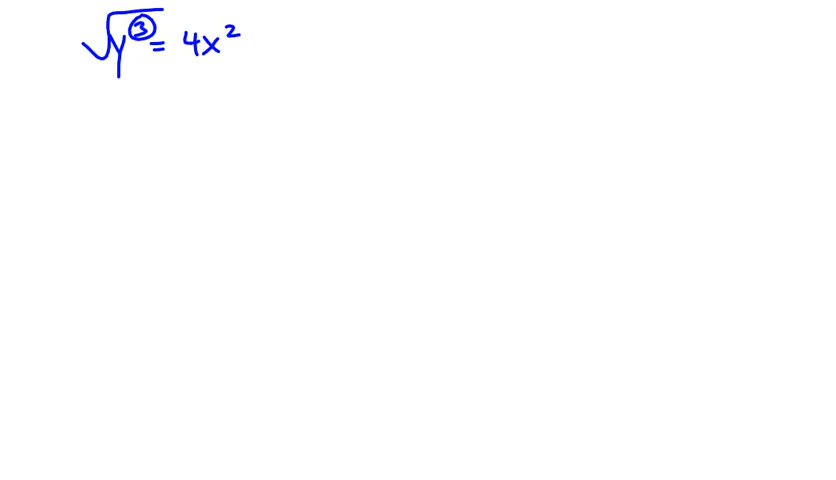 √y³ = 4x²